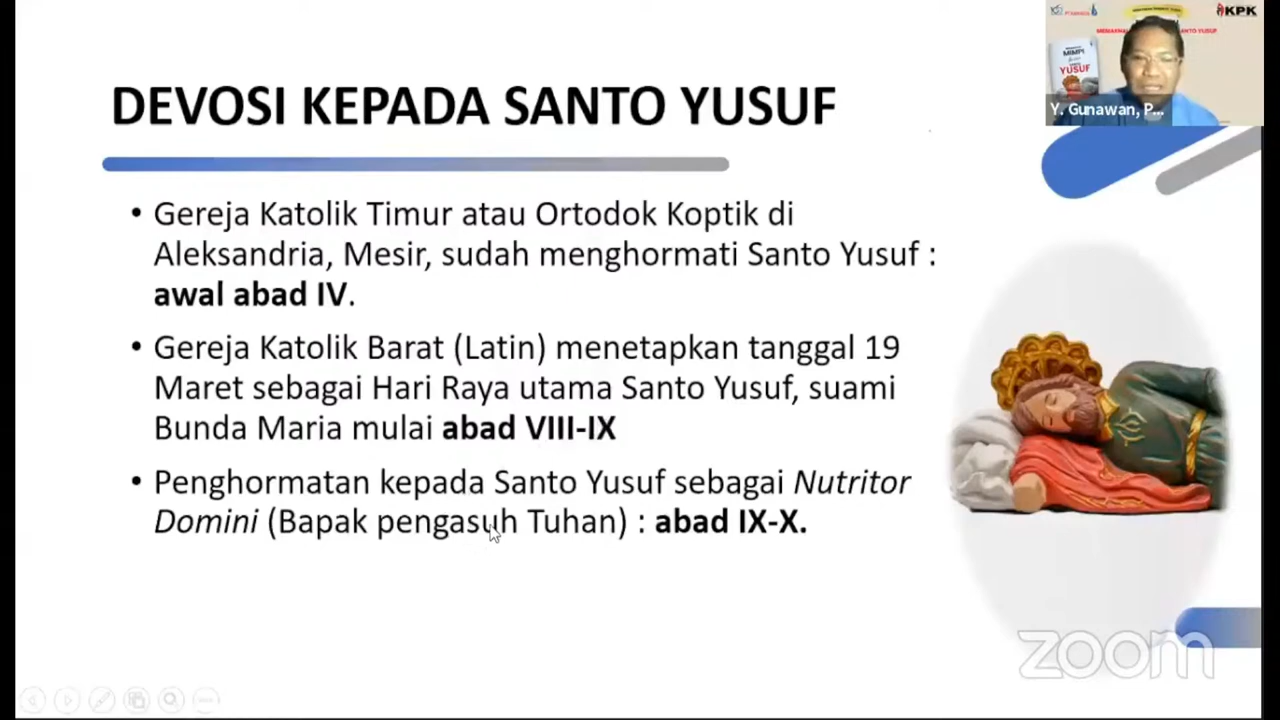 KPK
MIMPI
YUSUF
Y. Gunawan, P...
DEVOSI KEPADA SANTO YUSUF
• Gereja Katolik Timur atau Ortodok Koptik di
Aleksandria, Mesir, sudah menghormati Santo Yusuf :
awal abad IV.
• Gereja Katolik Barat (Latin) menetapkan tanggal 19
Maret sebagai Hari Raya utama Santo Yusuf, suami
Bunda Maria mulai abad VIII-IX
• Penghormatan kepada Santo Yusuf sebagai Nutritor
Domini (Bapak pengasuh Tuhan) : abad IX-X.
zoom